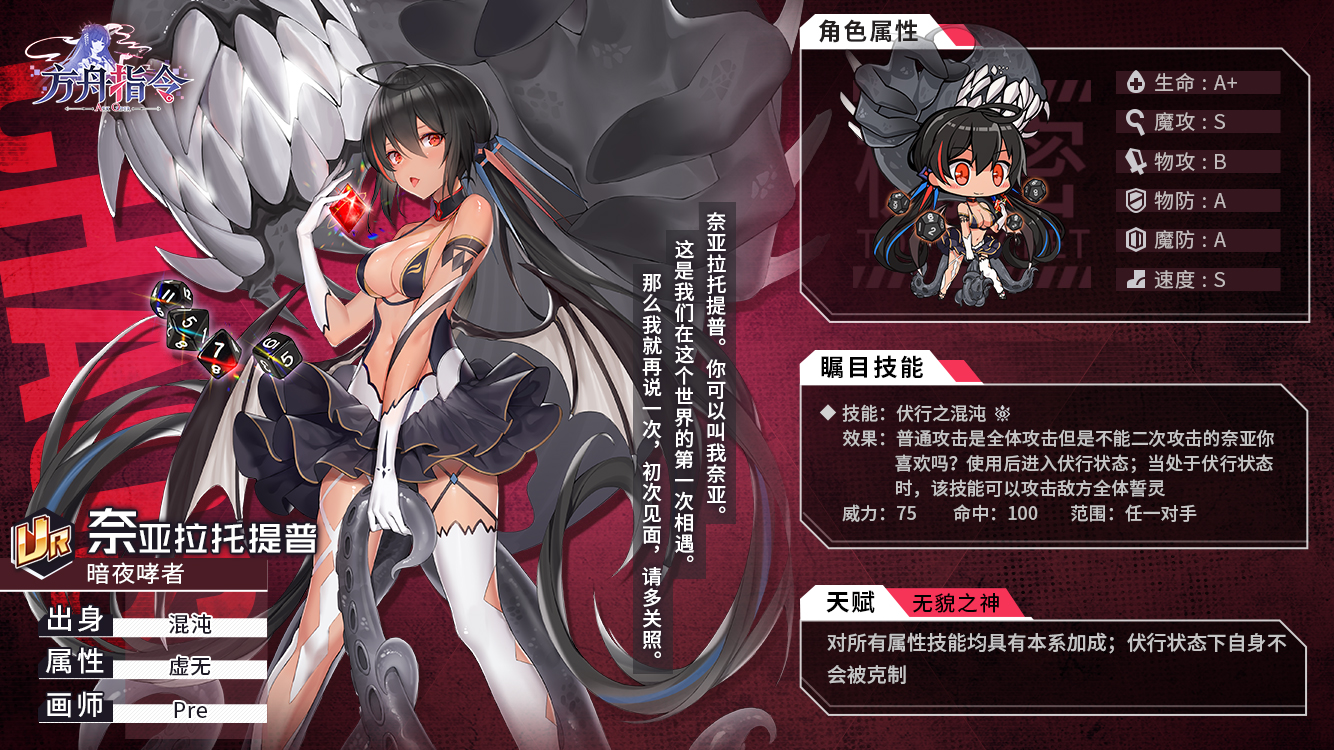 方舟指令
ARK ORDER
奈亚拉托提普。你可以叫我奈亚。
这是我们在这个世界的第一次相遇。
那么我就再说一次，初次见面，请多关照。
UR
奈亚拉托提普
暗夜哮者
出身 混沌
属性 虚无
画师 Pre
角色属性
生命：A+
魔攻：S
物攻：B
物防：A
魔防：A
速度：S
瞩目技能
◆技能：伏行之混沌
效果：普通攻击是全体攻击但是不能二次攻击的奈亚你
喜欢吗？使用后进入伏行状态；当处于伏行状态
时，该技能可以攻击敌方全体誓灵
威力：75 命中：100 范围：任一对手
天赋 无貌之神
对所有属性技能均具有本系加成；伏行状态下自身不
会被克制